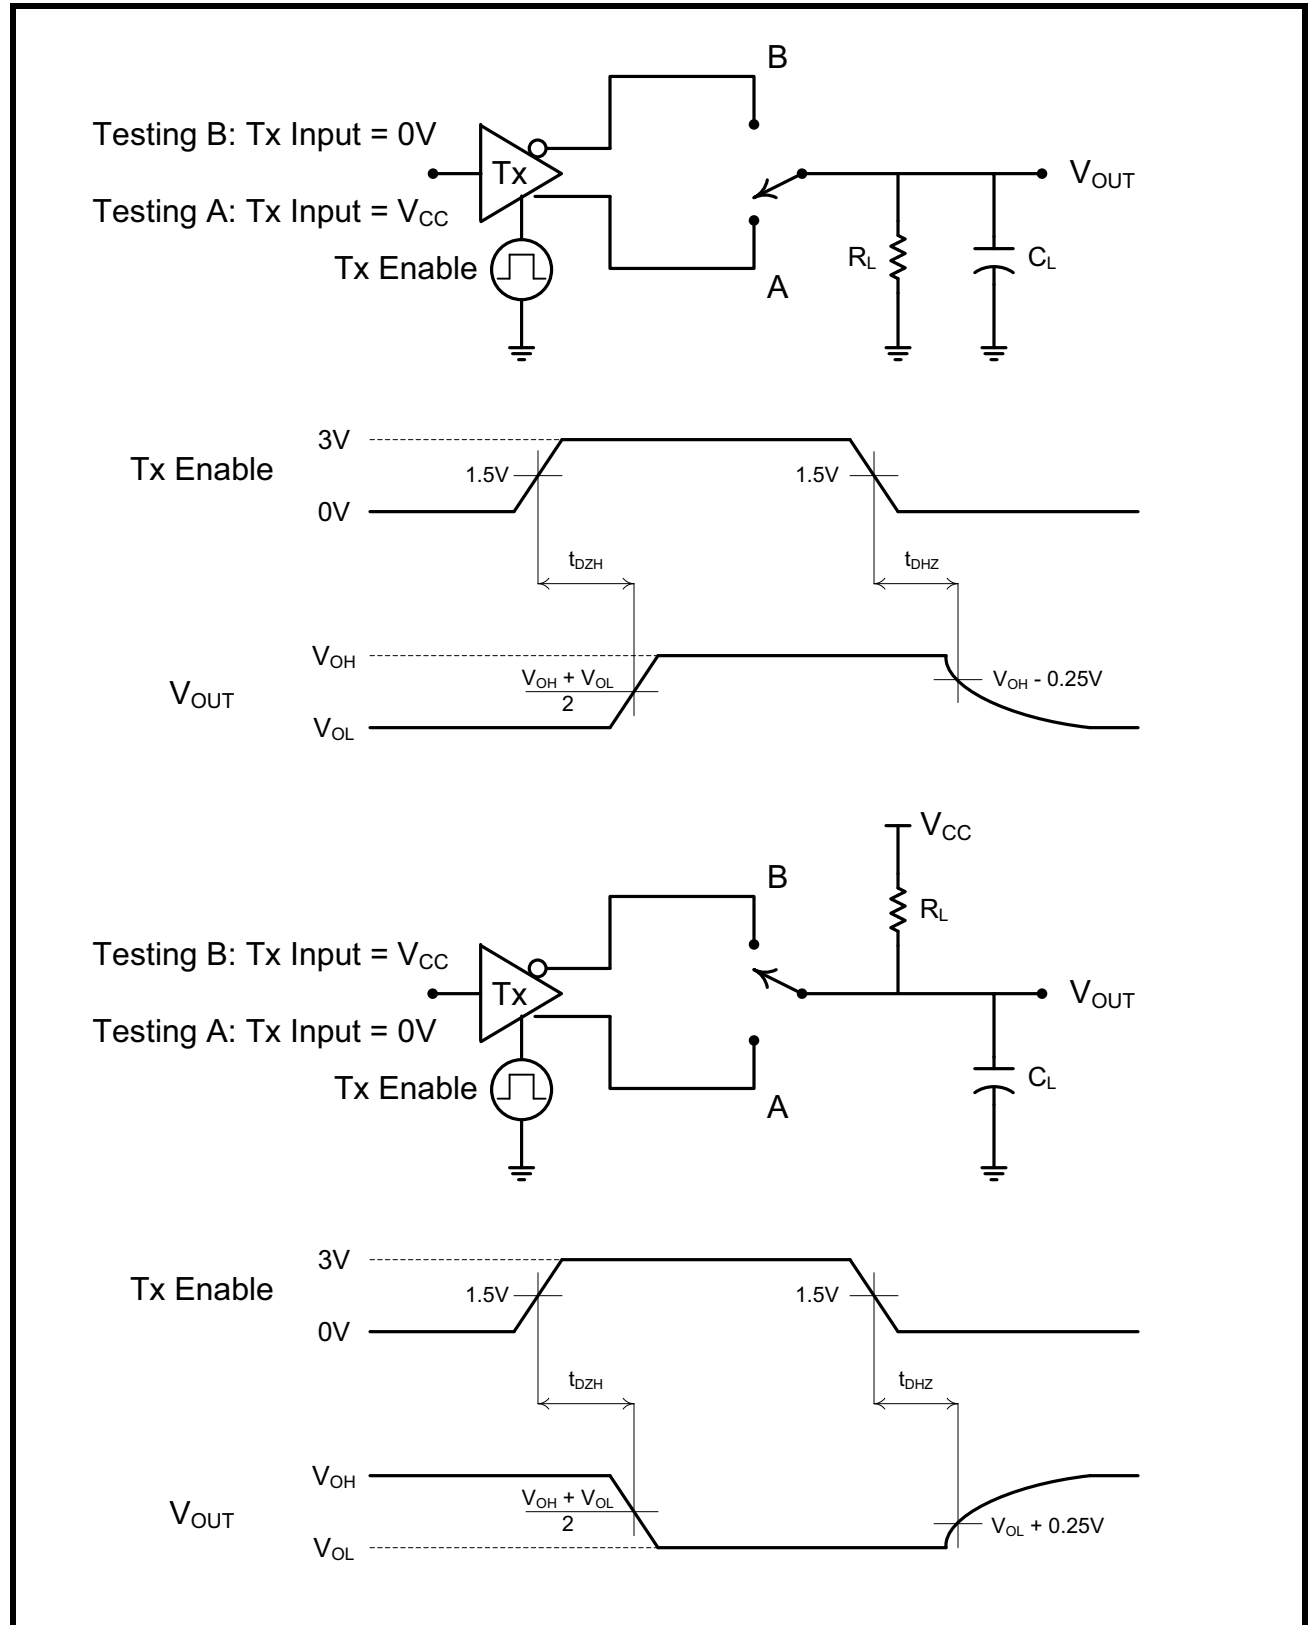 B
Testing B: Tx Input = 0V
Tx
V_OUT
Testing A: Tx Input = V_CC
Tx Enable
R_L
C_L
A
3V
Tx Enable
1.5V
1.5V
0V
t_DZH
t_DHZ
V_OH
V_OH + V_OL
2
V_OH - 0.25V
V_OUT
V_OL
V_CC
B
R_L
Testing B: Tx Input = V_CC
Tx
V_OUT
Testing A: Tx Input = 0V
Tx Enable
C_L
A
3V
Tx Enable
1.5V
1.5V
0V
t_DZH
t_DHZ
V_OH
V_OH + V_OL
2
V_OUT
V_OL + 0.25V
V_OL